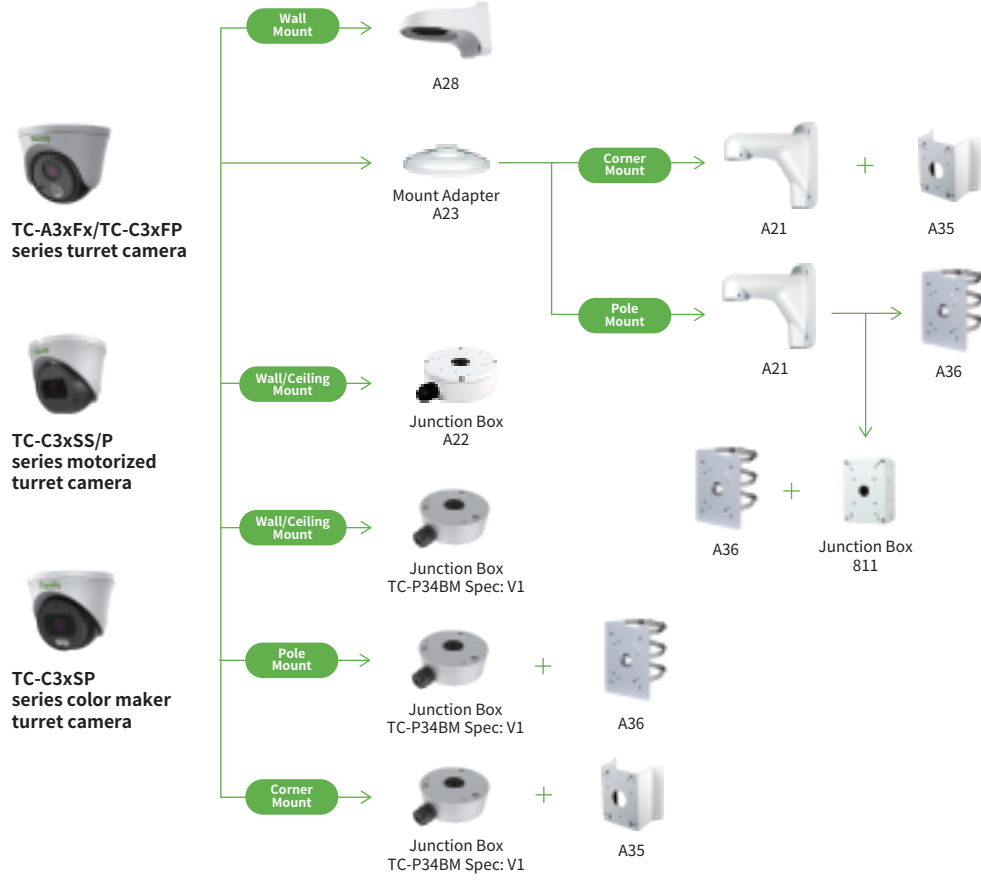 Wall
Mount
A28
Mount Adapter
A23
Corner
Mount
A21
+
A35
Pole
Mount
A21
A36
A36
+
Junction Box
811
TC-A3xFx/TC-C3xFP
series turret camera
Wall/Ceiling
Mount
Junction Box
A22
TC-C3xSS/P
series motorized
turret camera
Wall/Ceiling
Mount
Junction Box
TC-P34BM Spec: V1
TC-C3xSP
series color maker
turret camera
Pole
Mount
Junction Box
TC-P34BM Spec: V1
+
A36
Corner
Mount
Junction Box
TC-P34BM Spec: V1
+
A35